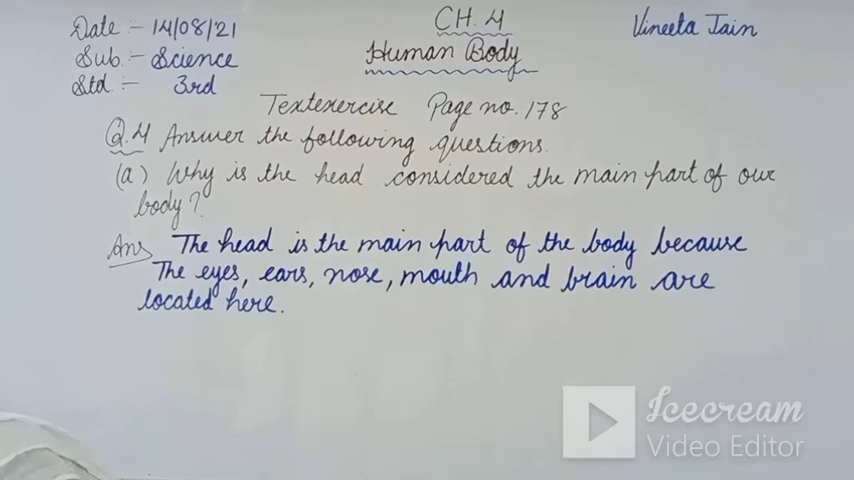 Date :- 14/08/21
CH. 4
Vineeta Jain
Sub. :- Science
Human Body
Std :- 3rd
Textexercise Page no. 178
Q.4 Answer the following questions.
(a) Why is the head considered the main part of our
body?
Ans The head is the main part of the body because
The eyes, ears, nose, mouth and brain are
located here.
Icecream
Video Editor